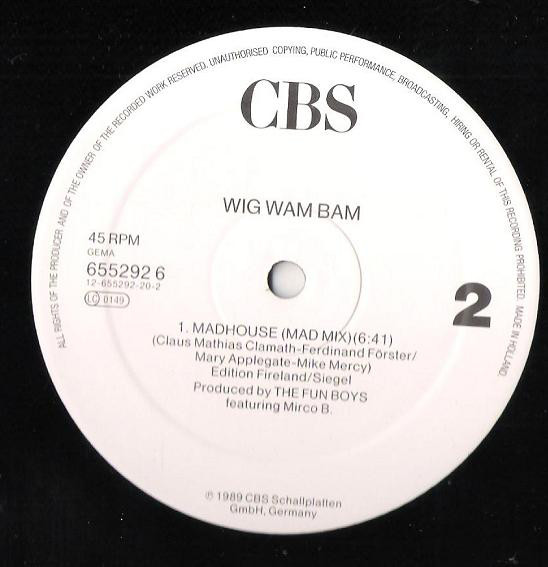 ALL RIGHTS OF THE PRODUCER AND OF THE OWNER OF THE RECORDED WORK RESERVED. UNAUTHORISED COPYING, PUBLIC PERFORMANCE, BROADCASTING, HIRING OR RENTAL OF THIS RECORDING PROHIBITED. MADE IN HOLLAND.
CBS
WIG WAM BAM
45 RPM
GEMA
655292 6
12-655292-20-2
LC 0149
2
1. MADHOUSE (MAD MIX)(6:41)
(Claus Mathias Clamath-Ferdinand Förster/
Mary Applegate-Mike Mercy)
Edition Fireland/Siegel
Produced by THE FUN BOYS
featuring Mirco B.
℗ 1989 CBS Schallplatten
GmbH, Germany